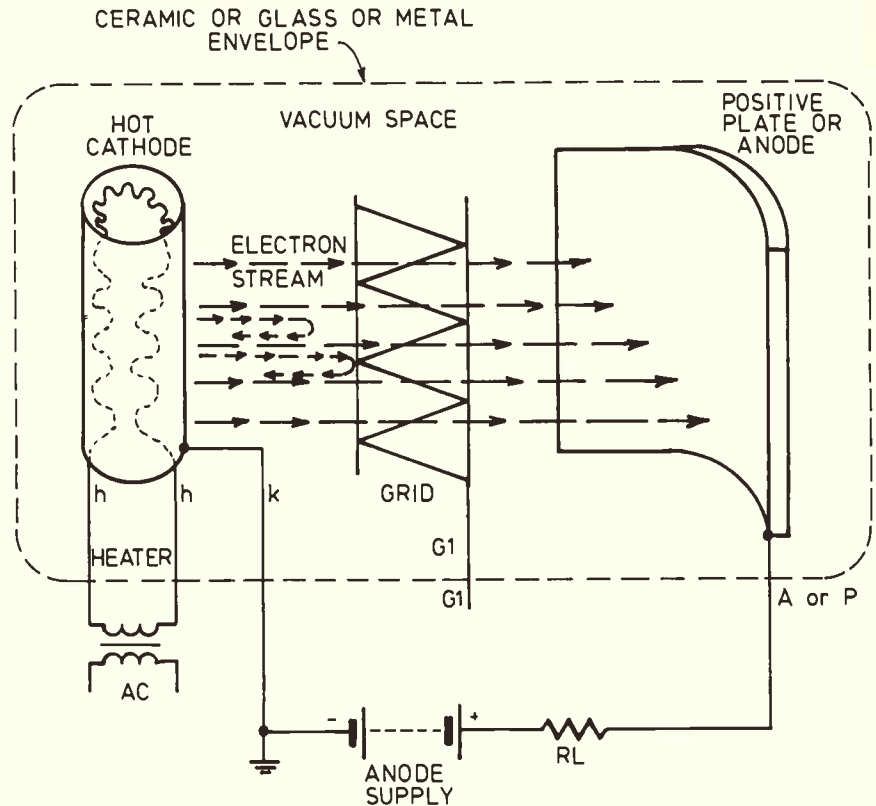 CERAMIC OR GLASS OR METAL
ENVELOPE
HOT
CATHODE
VACUUM SPACE
POSITIVE
PLATE OR
ANODE
ELECTRON
STREAM
h
h
k
GRID
HEATER
G1
G1
A or P
AC
-
+
RL
ANODE
SUPPLY